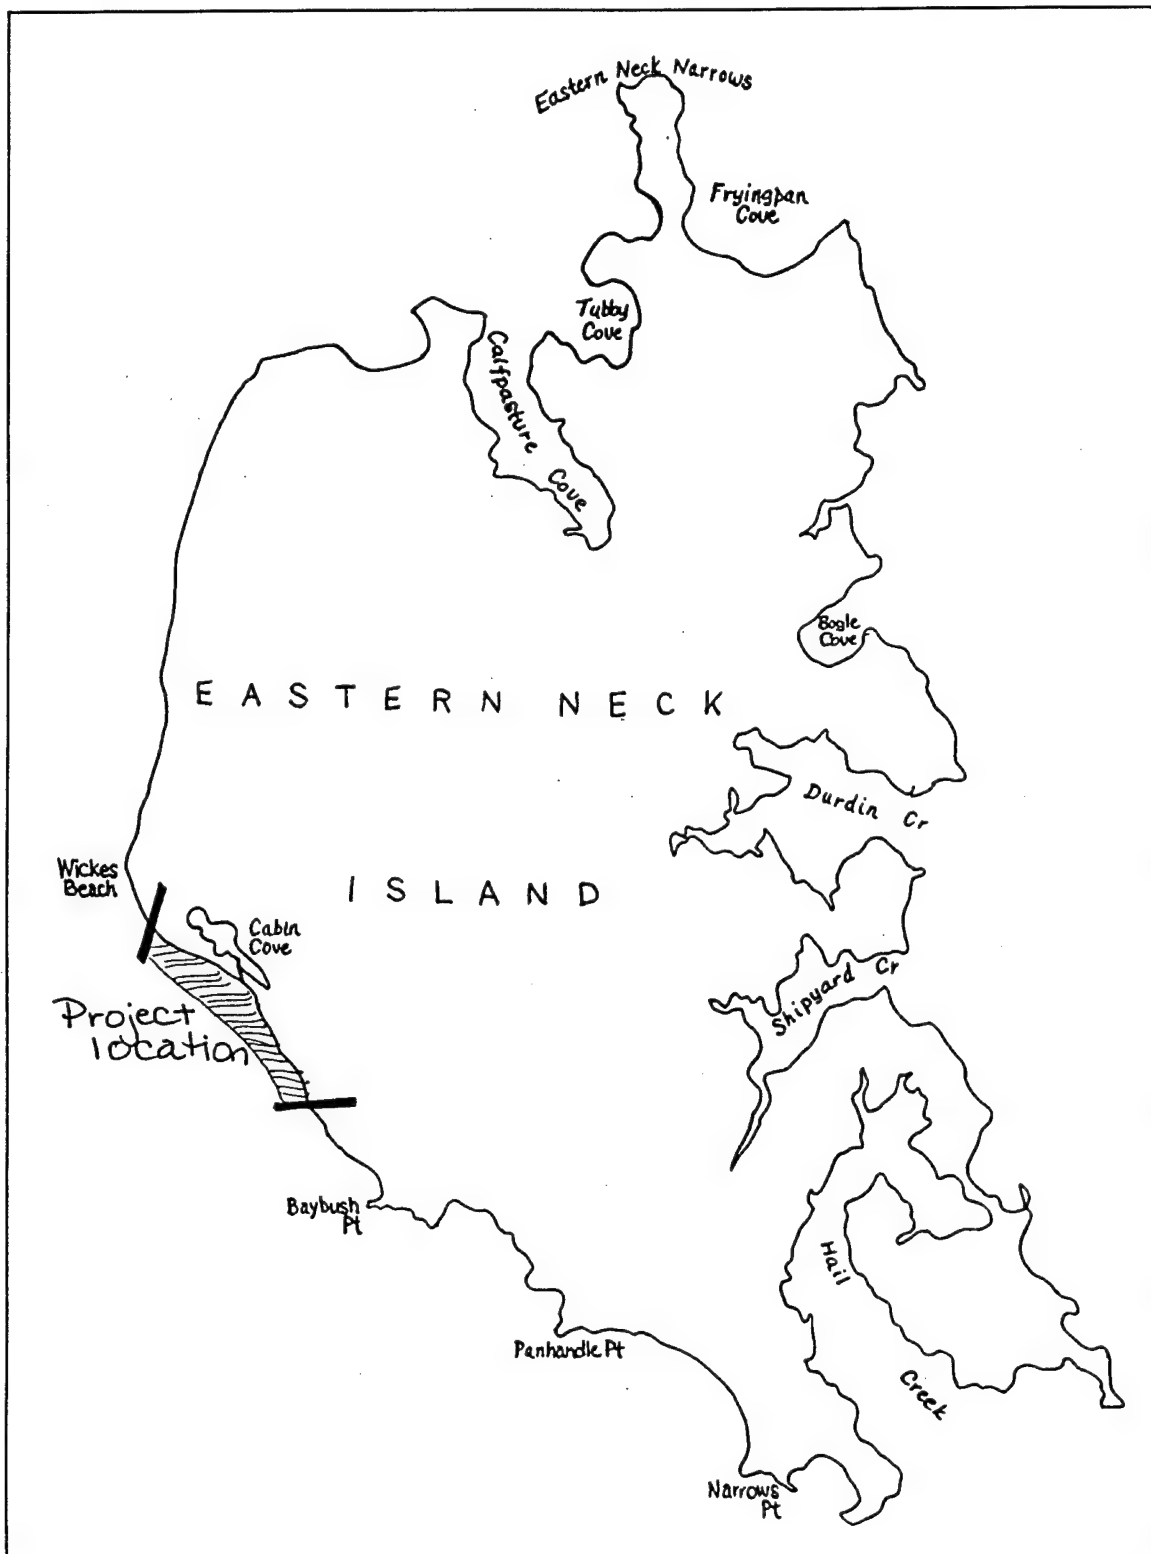 Eastern Neck Narrows
Fryingpan
Cove
Tubby
Cove
Calfpasture Cove
Bogle
Cove
EASTERN NECK
Durdin Cr
Wickes
Beach
ISLAND
Cabin
Cove
Shipyard Cr
Project
location
Baybush
Pt
Hail
Creek
Panhandle Pt
Narrows
Pt